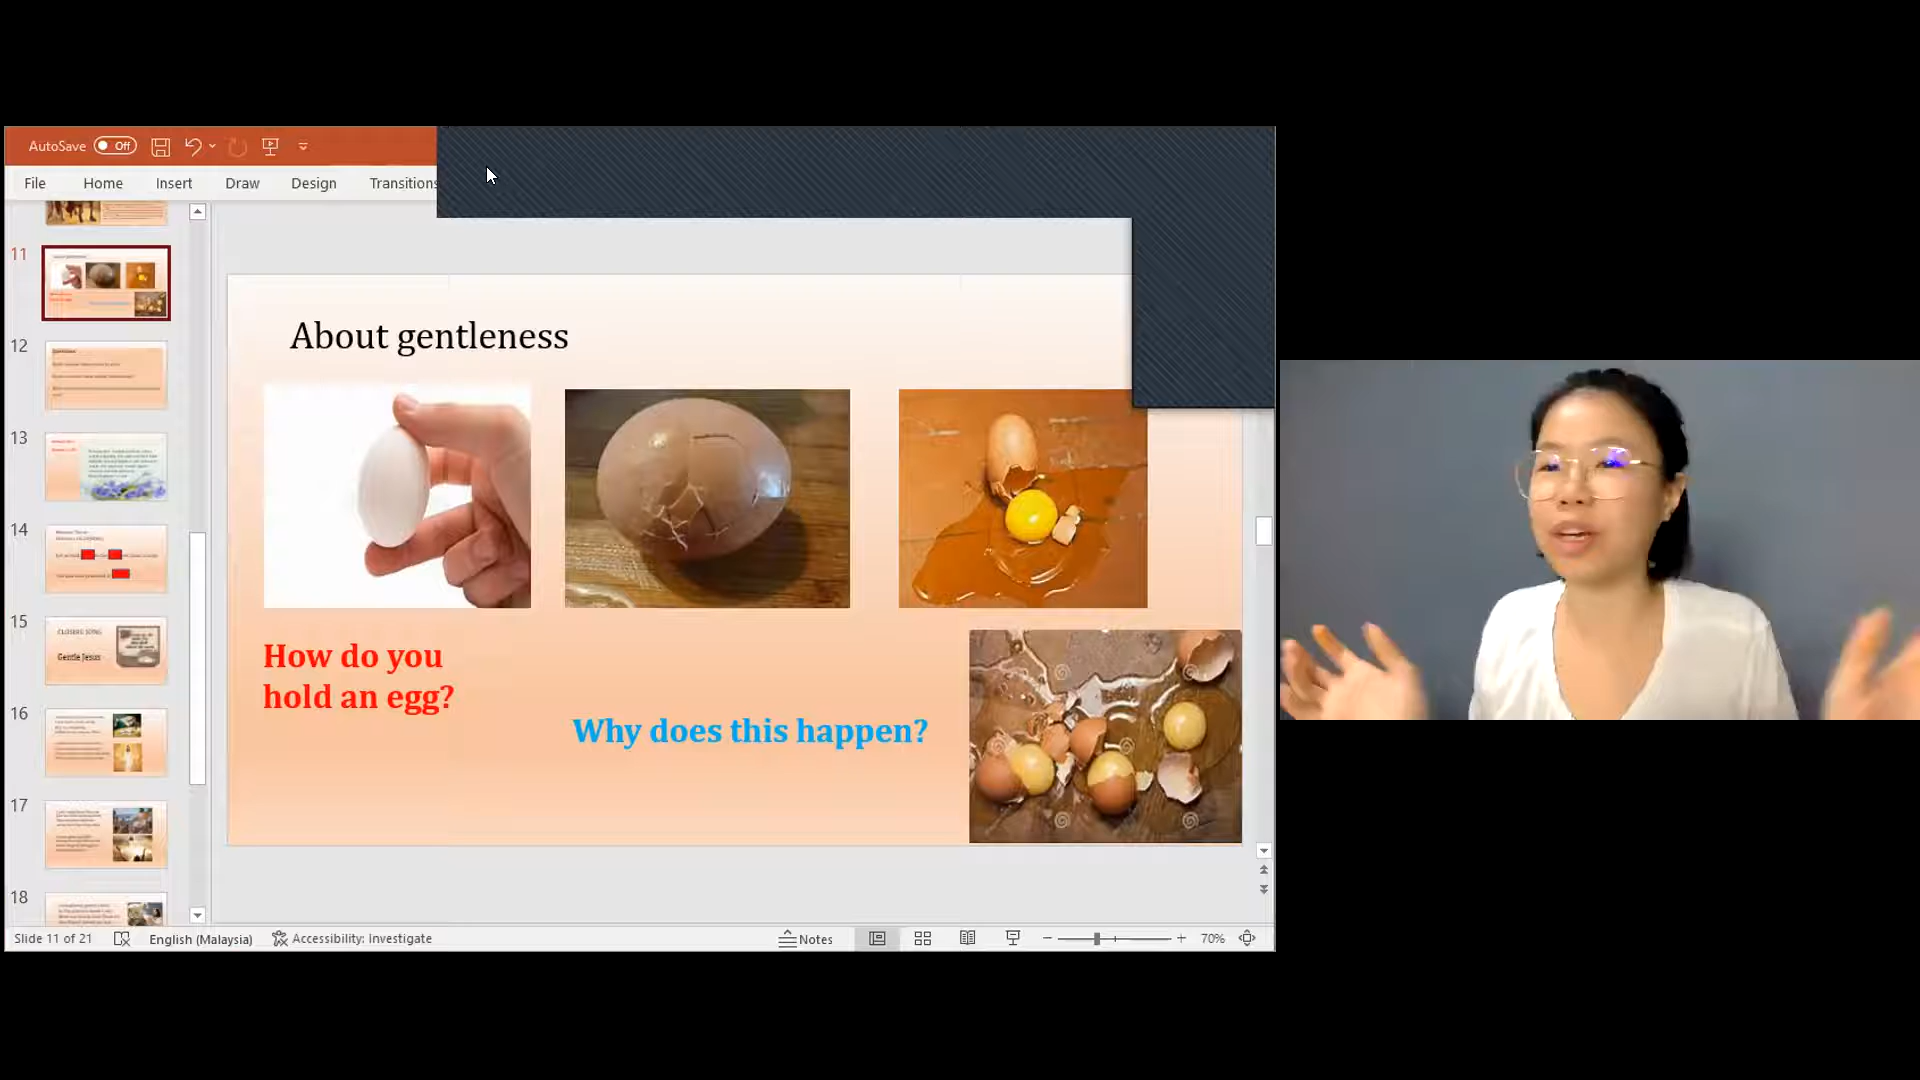 AutoSave Off
File Home Insert Draw Design Transitions
11
12
13
14
15
CLOSING SONG
Gentle Jesus
16
17
18
About gentleness
How do you
hold an egg?
Why does this happen?
Slide 11 of 21 English (Malaysia) Accessibility: Investigate Notes 70%